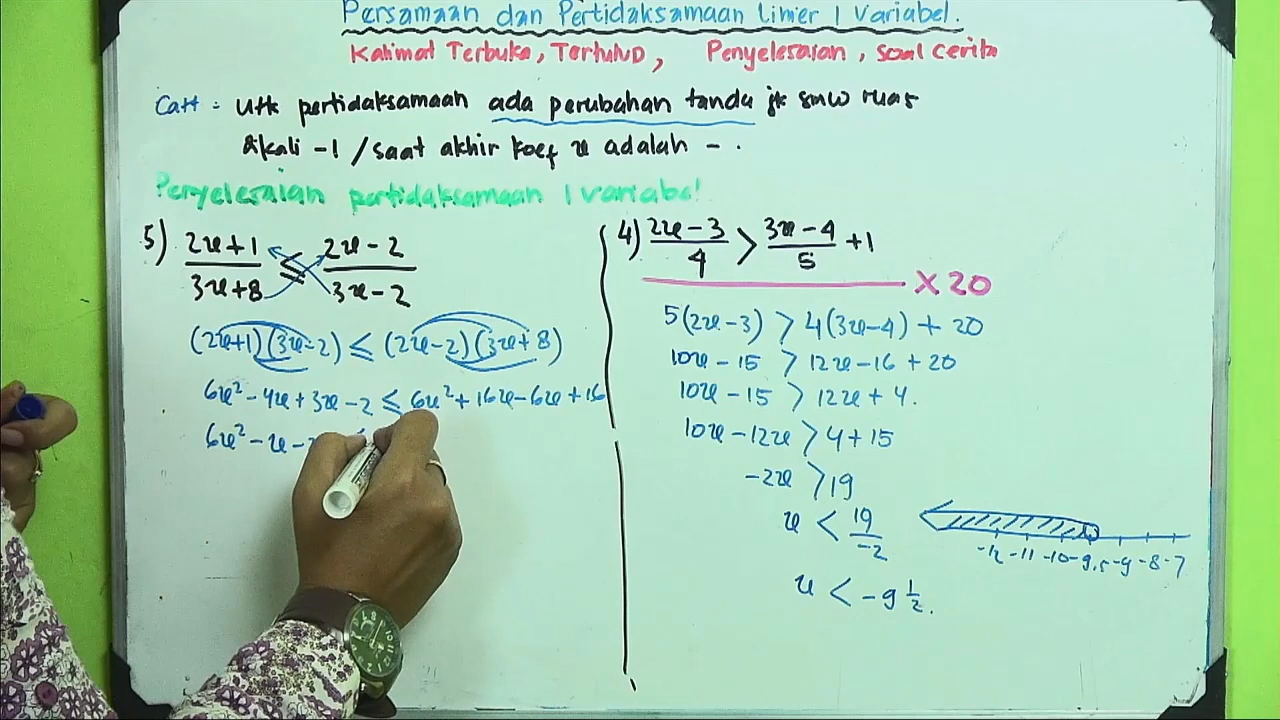 Persamaan dan Pertidaksamaan linier 1 Variabel.
Kalimat Terbuka, Tertutup, Penyelesaian, Soal cerita
Catt : Utk pertidaksamaan ada perubahan tanda jk smw ruas
dkali -1 / saat akhir koef x adalah - .
Penyelesaian pertidaksamaan 1 variabel
5) (2x+1)/(3x+8) ≤ (2x-2)/(3x-2)
(2x+1)(3x-2) ≤ (2x-2)(3x+8)
6x² - 4x + 3x - 2 ≤ 6x² + 16x - 6x + 16
6x² - x - 2 ≤
4) (2x-3)/4 > (3x-4)/5 + 1
X 20
5(2x-3) > 4(3x-4) + 20
10x - 15 > 12x - 16 + 20
10x - 15 > 12x + 4.
10x - 12x > 4 + 15
-2x > 19
x < 19/-2
x < -9 1/2.
-12 -11 -10 -9,5 -9 -8 -7